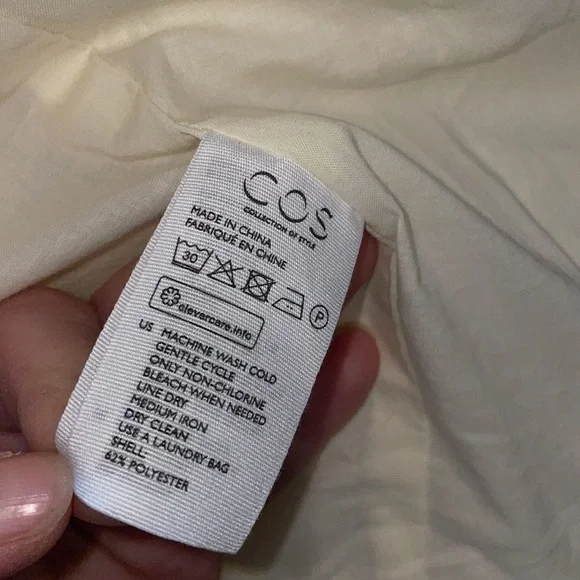 COS
COLLECTION OF STYLE
MADE IN CHINA
FABRIQUÉ EN CHINE
30 P
clevercare.info
US MACHINE WASH COLD
GENTLE CYCLE
ONLY NON-CHLORINE
BLEACH WHEN NEEDED
LINE DRY
MEDIUM IRON
DRY CLEAN
USE A LAUNDRY BAG
SHELL:
62% POLYESTER